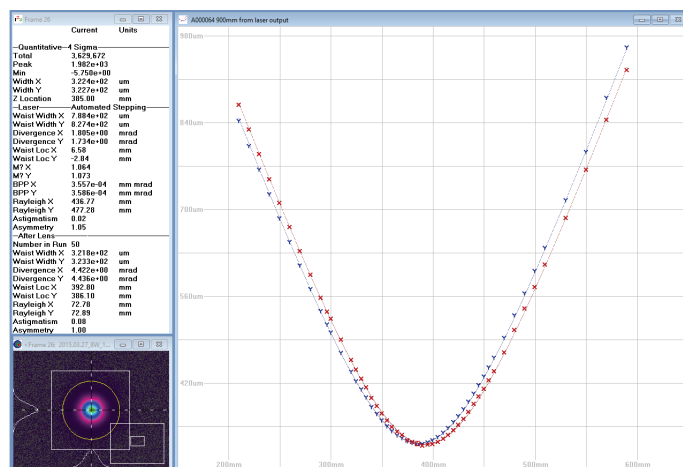 Frame 26
Current Units
Quantitative 4 Sigma
Total 3,629,672
Peak 1.982e+03
Min -5.750e+00
Width X 3.224e+02 um
Width Y 3.227e+02 um
Z Location 385.00 mm
Laser Automated Stepping
Waist Width X 7.884e+02 um
Waist Width Y 8.274e+02 um
Divergence X 1.805e+00 mrad
Divergence Y 1.734e+00 mrad
Waist Loc X 6.58 mm
Waist Loc Y -2.04 mm
M? X 1.064
M? Y 1.073
BPP X 3.557e-04 mm mrad
BPP Y 3.586e-04 mm mrad
Rayleigh X 436.77 mm
Rayleigh Y 477.28 mm
Astigmatism 0.02
Asymmetry 1.05
After Lens
Number in Run 50
Waist Width X 3.218e+02 um
Waist Width Y 3.233e+02 um
Divergence X 4.422e+00 mrad
Divergence Y 4.436e+00 mrad
Waist Loc X 392.80 mm
Waist Loc Y 386.10 mm
Rayleigh X 72.78 mm
Rayleigh Y 72.89 mm
Astigmatism 0.08
Asymmetry 1.00
A000064 900mm from laser output
980um
840um
700um
560um
420um
200mm 300mm 400mm 500mm 600mm